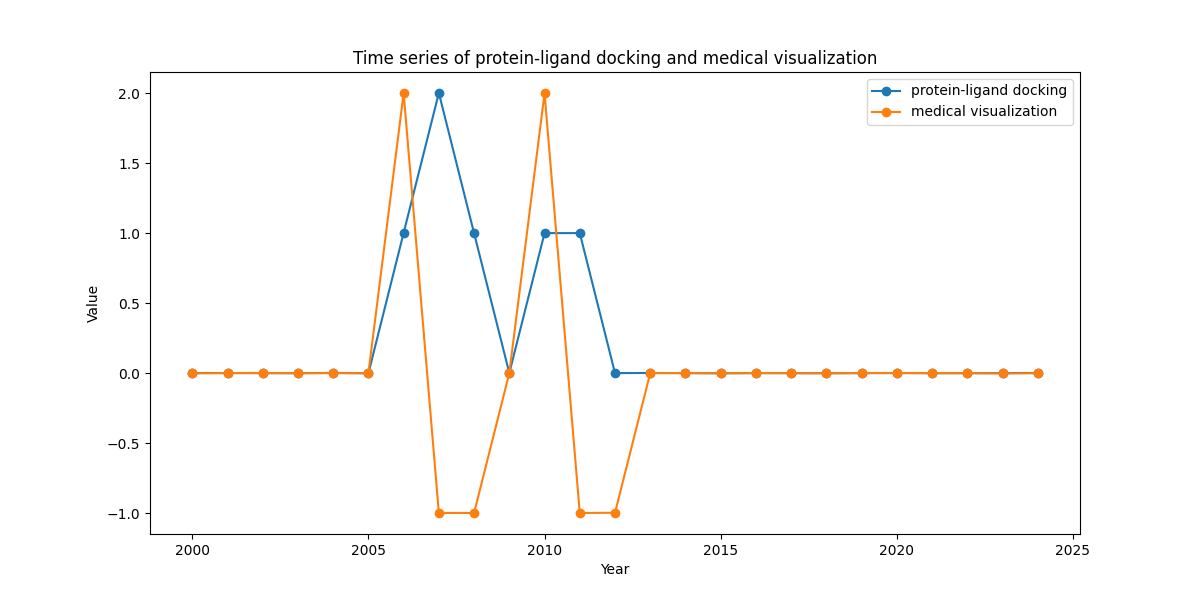 Time series of protein-ligand docking and medical visualization
protein-ligand docking
medical visualization
2.0
1.5
1.0
0.5
0.0
−0.5
−1.0
Value
2000
2005
2010
2015
2020
2025
Year